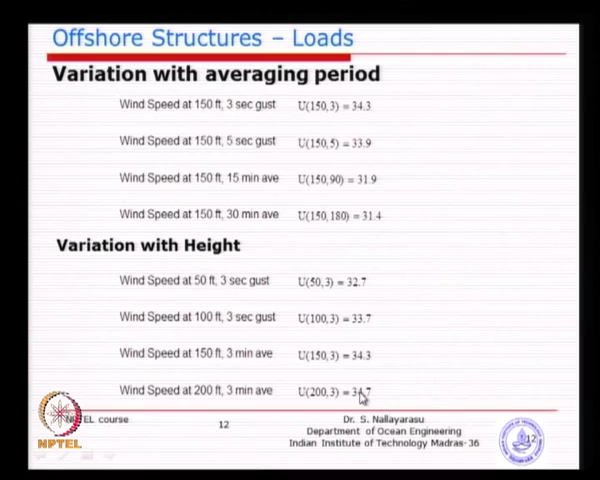 Offshore Structures – Loads
Variation with averaging period
Wind Speed at 150 ft, 3 sec gust U(150,3) = 34.3
Wind Speed at 150 ft, 5 sec gust U(150,5) = 33.9
Wind Speed at 150 ft, 15 min ave U(150,90) = 31.9
Wind Speed at 150 ft, 30 min ave U(150,180) = 31.4
Variation with Height
Wind Speed at 50 ft, 3 sec gust U(50,3) = 32.7
Wind Speed at 100 ft, 3 sec gust U(100,3) = 33.7
Wind Speed at 150 ft, 3 min ave U(150,3) = 34.3
Wind Speed at 200 ft, 3 min ave U(200,3) = 34.7
NPTEL course
12
Dr. S. Nallayarasu
Department of Ocean Engineering
Indian Institute of Technology Madras-36
12
NPTEL